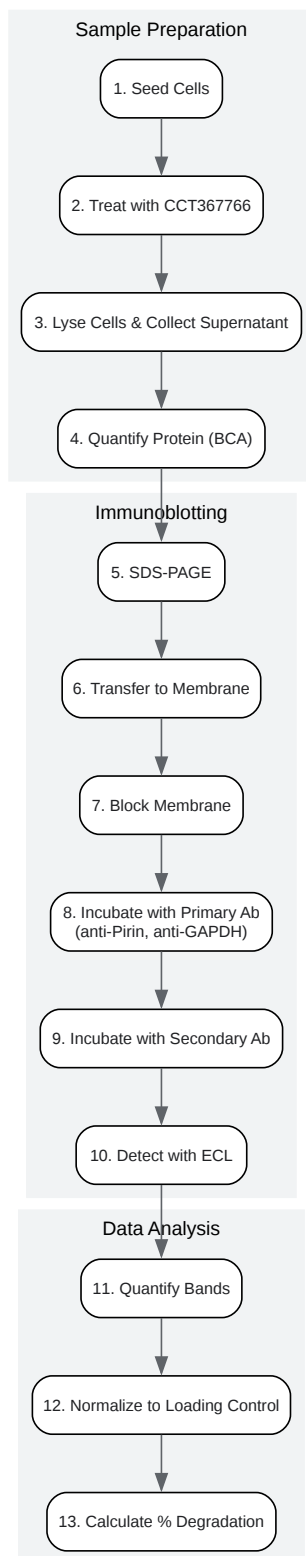 Sample Preparation
1. Seed Cells
2. Treat with CCT367766
3. Lyse Cells & Collect Supernatant
4. Quantify Protein (BCA)
Immunoblotting
5. SDS-PAGE
6. Transfer to Membrane
7. Block Membrane
8. Incubate with Primary Ab
(anti-Pirin, anti-GAPDH)
9. Incubate with Secondary Ab
10. Detect with ECL
Data Analysis
11. Quantify Bands
12. Normalize to Loading Control
13. Calculate % Degradation